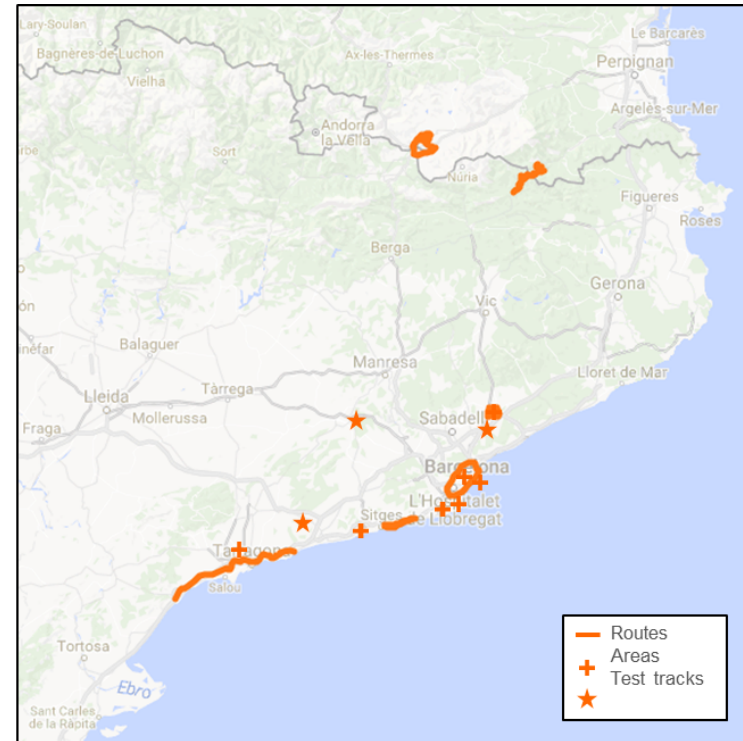 Lary-Soulan
Bagnères-de-Luchon
Vielha
Ax-les-Thermes
Le Barcarès
Perpignan
Argelès-sur-Mer
Andorra
la Vella
Sort
Núria
Figueres
Roses
Berga
Gerona
Vic
Balaguer
Manresa
Lloret de Mar
Tàrrega
Lleida
Mollerussa
Sabadell
Fraga
Barcelona
L'Hospitalet
de Llobregat
Sitges
Tarragona
Salou
Tortosa
Ebro
Sant Carles
de la Ràpita
Routes
Areas
Test tracks